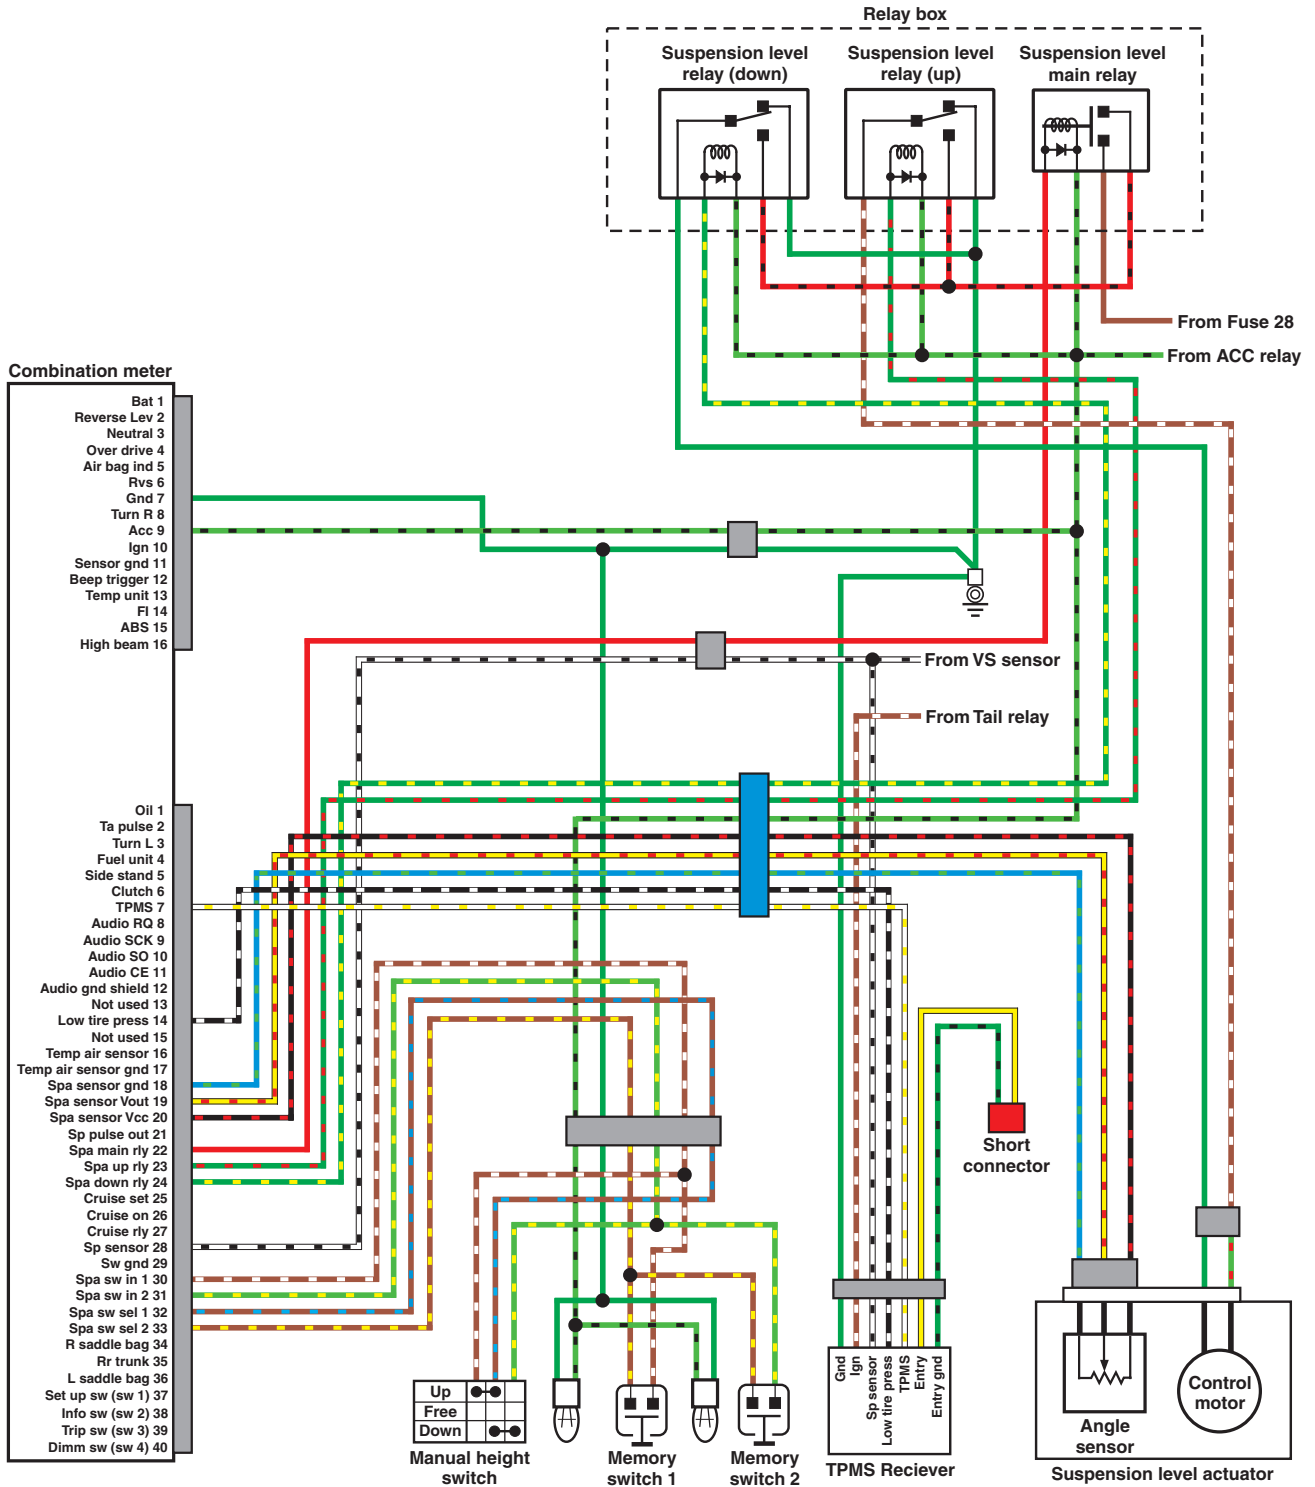 Relay box
Suspension level
relay (down)
Suspension level
relay (up)
Suspension level
main relay
From Fuse 28
From ACC relay
Combination meter
Bat 1
Reverse Lev 2
Neutral 3
Over drive 4
Air bag ind 5
Rvs 6
Gnd 7
Turn R 8
Acc 9
Ign 10
Sensor gnd 11
Beep trigger 12
Temp unit 13
FI 14
ABS 15
High beam 16
From VS sensor
From Tail relay
Oil 1
Ta pulse 2
Turn L 3
Fuel unit 4
Side stand 5
Clutch 6
TPMS 7
Audio RQ 8
Audio SCK 9
Audio SO 10
Audio CE 11
Audio gnd shield 12
Not used 13
Low tire press 14
Not used 15
Temp air sensor 16
Temp air sensor gnd 17
Spa sensor gnd 18
Spa sensor Vout 19
Spa sensor Vcc 20
Sp pulse out 21
Spa main rly 22
Spa up rly 23
Spa down rly 24
Cruise set 25
Cruise on 26
Cruise rly 27
Sp sensor 28
Sw gnd 29
Spa sw in 1 30
Spa sw in 2 31
Spa sw sel 1 32
Spa sw sel 2 33
R saddle bag 34
Rr trunk 35
L saddle bag 36
Set up sw (sw 1) 37
Info sw (sw 2) 38
Trip sw (sw 3) 39
Dimm sw (sw 4) 40
Short
connector
Up
Free
Down
Manual height
switch
Memory
switch 1
Memory
switch 2
Gnd
Ign
Sp sensor
Low tire press
TPMS
Entry
Entry gnd
TPMS Reciever
Angle
sensor
Control
motor
Suspension level actuator